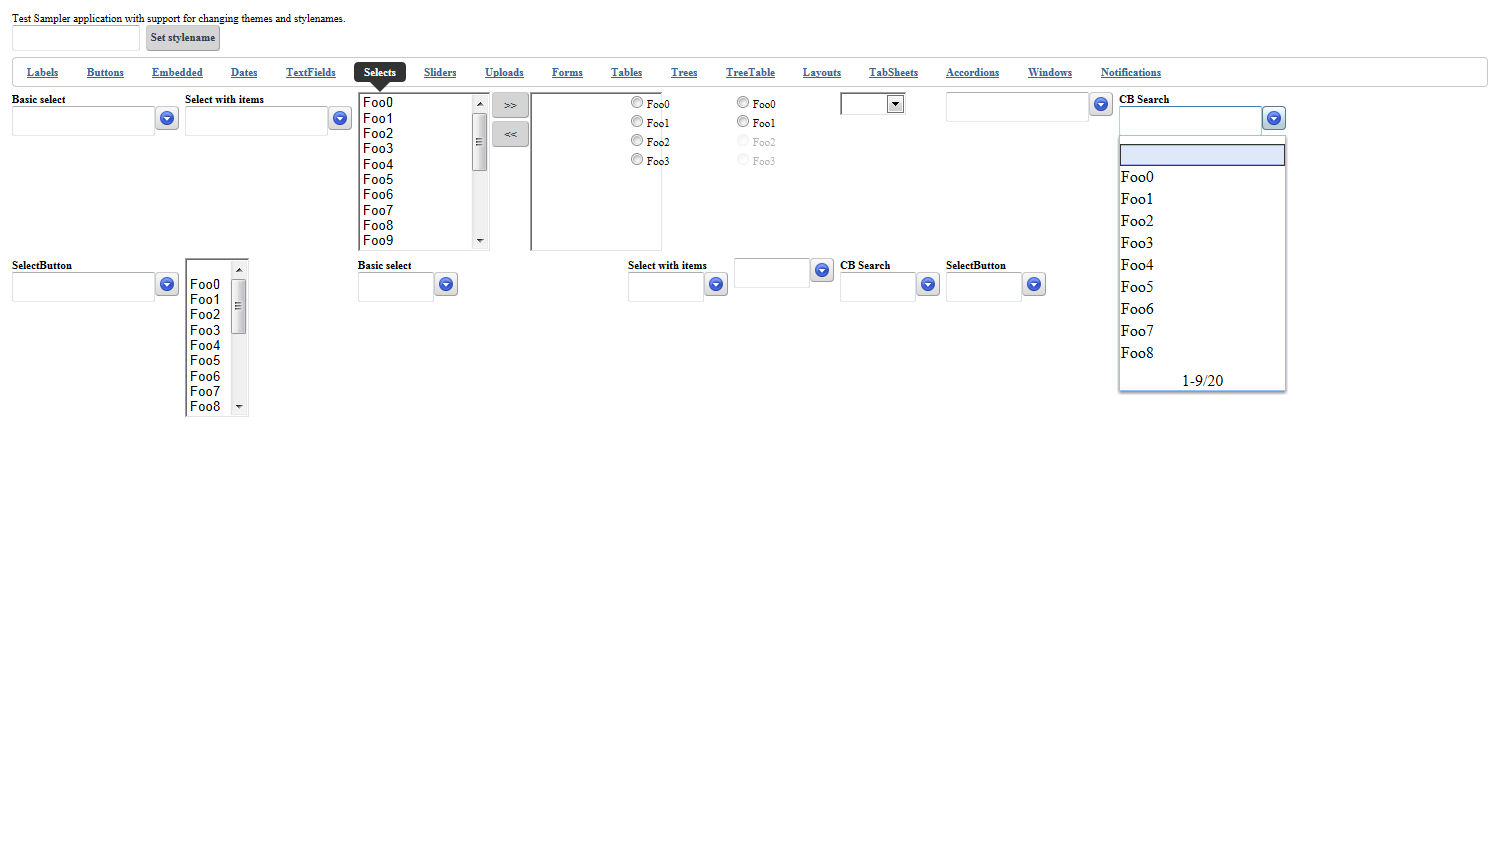 Test Sampler application with support for changing themes and stylenames.
Set stylename
Labels Buttons Embedded Dates TextFields Selects Sliders Uploads Forms Tables Trees TreeTable Layouts TabSheets Accordions Windows Notifications
Basic select
Select with items
Foo0
Foo1
Foo2
Foo3
Foo4
Foo5
Foo6
Foo7
Foo8
Foo9
>>
<<
Foo0
Foo1
Foo2
Foo3
Foo0
Foo1
Foo2
Foo3
CB Search
Foo0
Foo1
Foo2
Foo3
Foo4
Foo5
Foo6
Foo7
Foo8
1-9/20
SelectButton
Foo0
Foo1
Foo2
Foo3
Foo4
Foo5
Foo6
Foo7
Foo8
Basic select
Select with items
CB Search
SelectButton